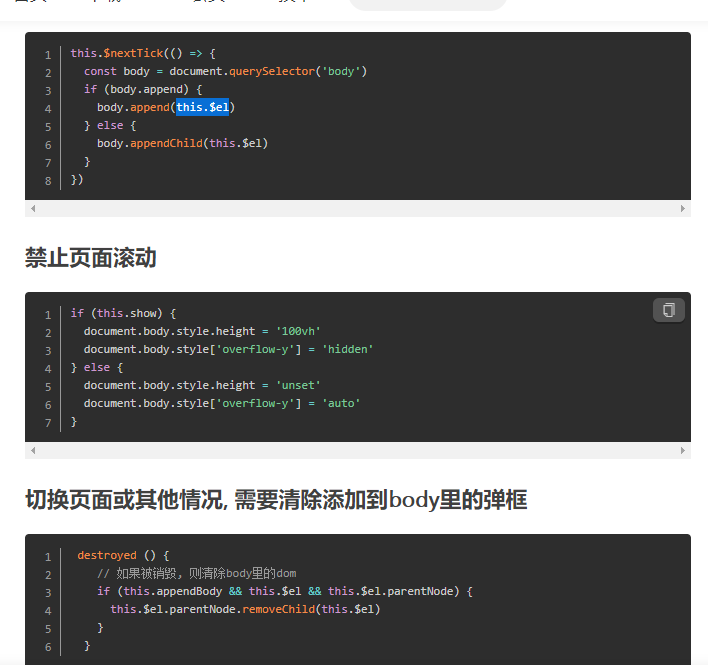 1 this.$nextTick(() => {
2 const body = document.querySelector('body')
3 if (body.append) {
4 body.append(this.$el)
5 } else {
6 body.appendChild(this.$el)
7 }
8 })
禁止页面滚动
1 if (this.show) {
2 document.body.style.height = '100vh'
3 document.body.style['overflow-y'] = 'hidden'
4 } else {
5 document.body.style.height = 'unset'
6 document.body.style['overflow-y'] = 'auto'
7 }
切换页面或其他情况, 需要清除添加到body里的弹框
1 destroyed () {
2 // 如果被销毁，则清除body里的dom
3 if (this.appendBody && this.$el && this.$el.parentNode) {
4 this.$el.parentNode.removeChild(this.$el)
5 }
6 }